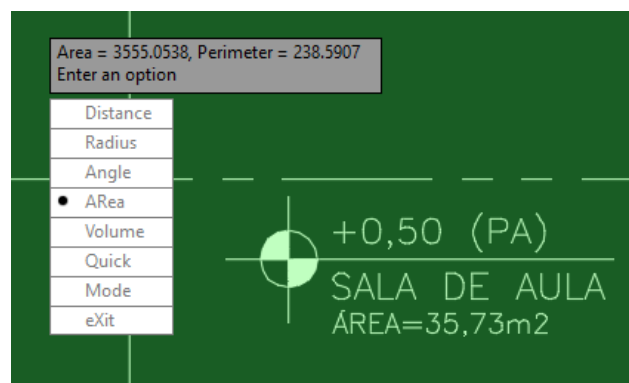 Area = 3555.0538, Perimeter = 238.5907
Enter an option
Distance
Radius
Angle
ARea
Volume
Quick
Mode
eXit
+0,50 (PA)
SALA DE AULA
ÁREA=35,73m2